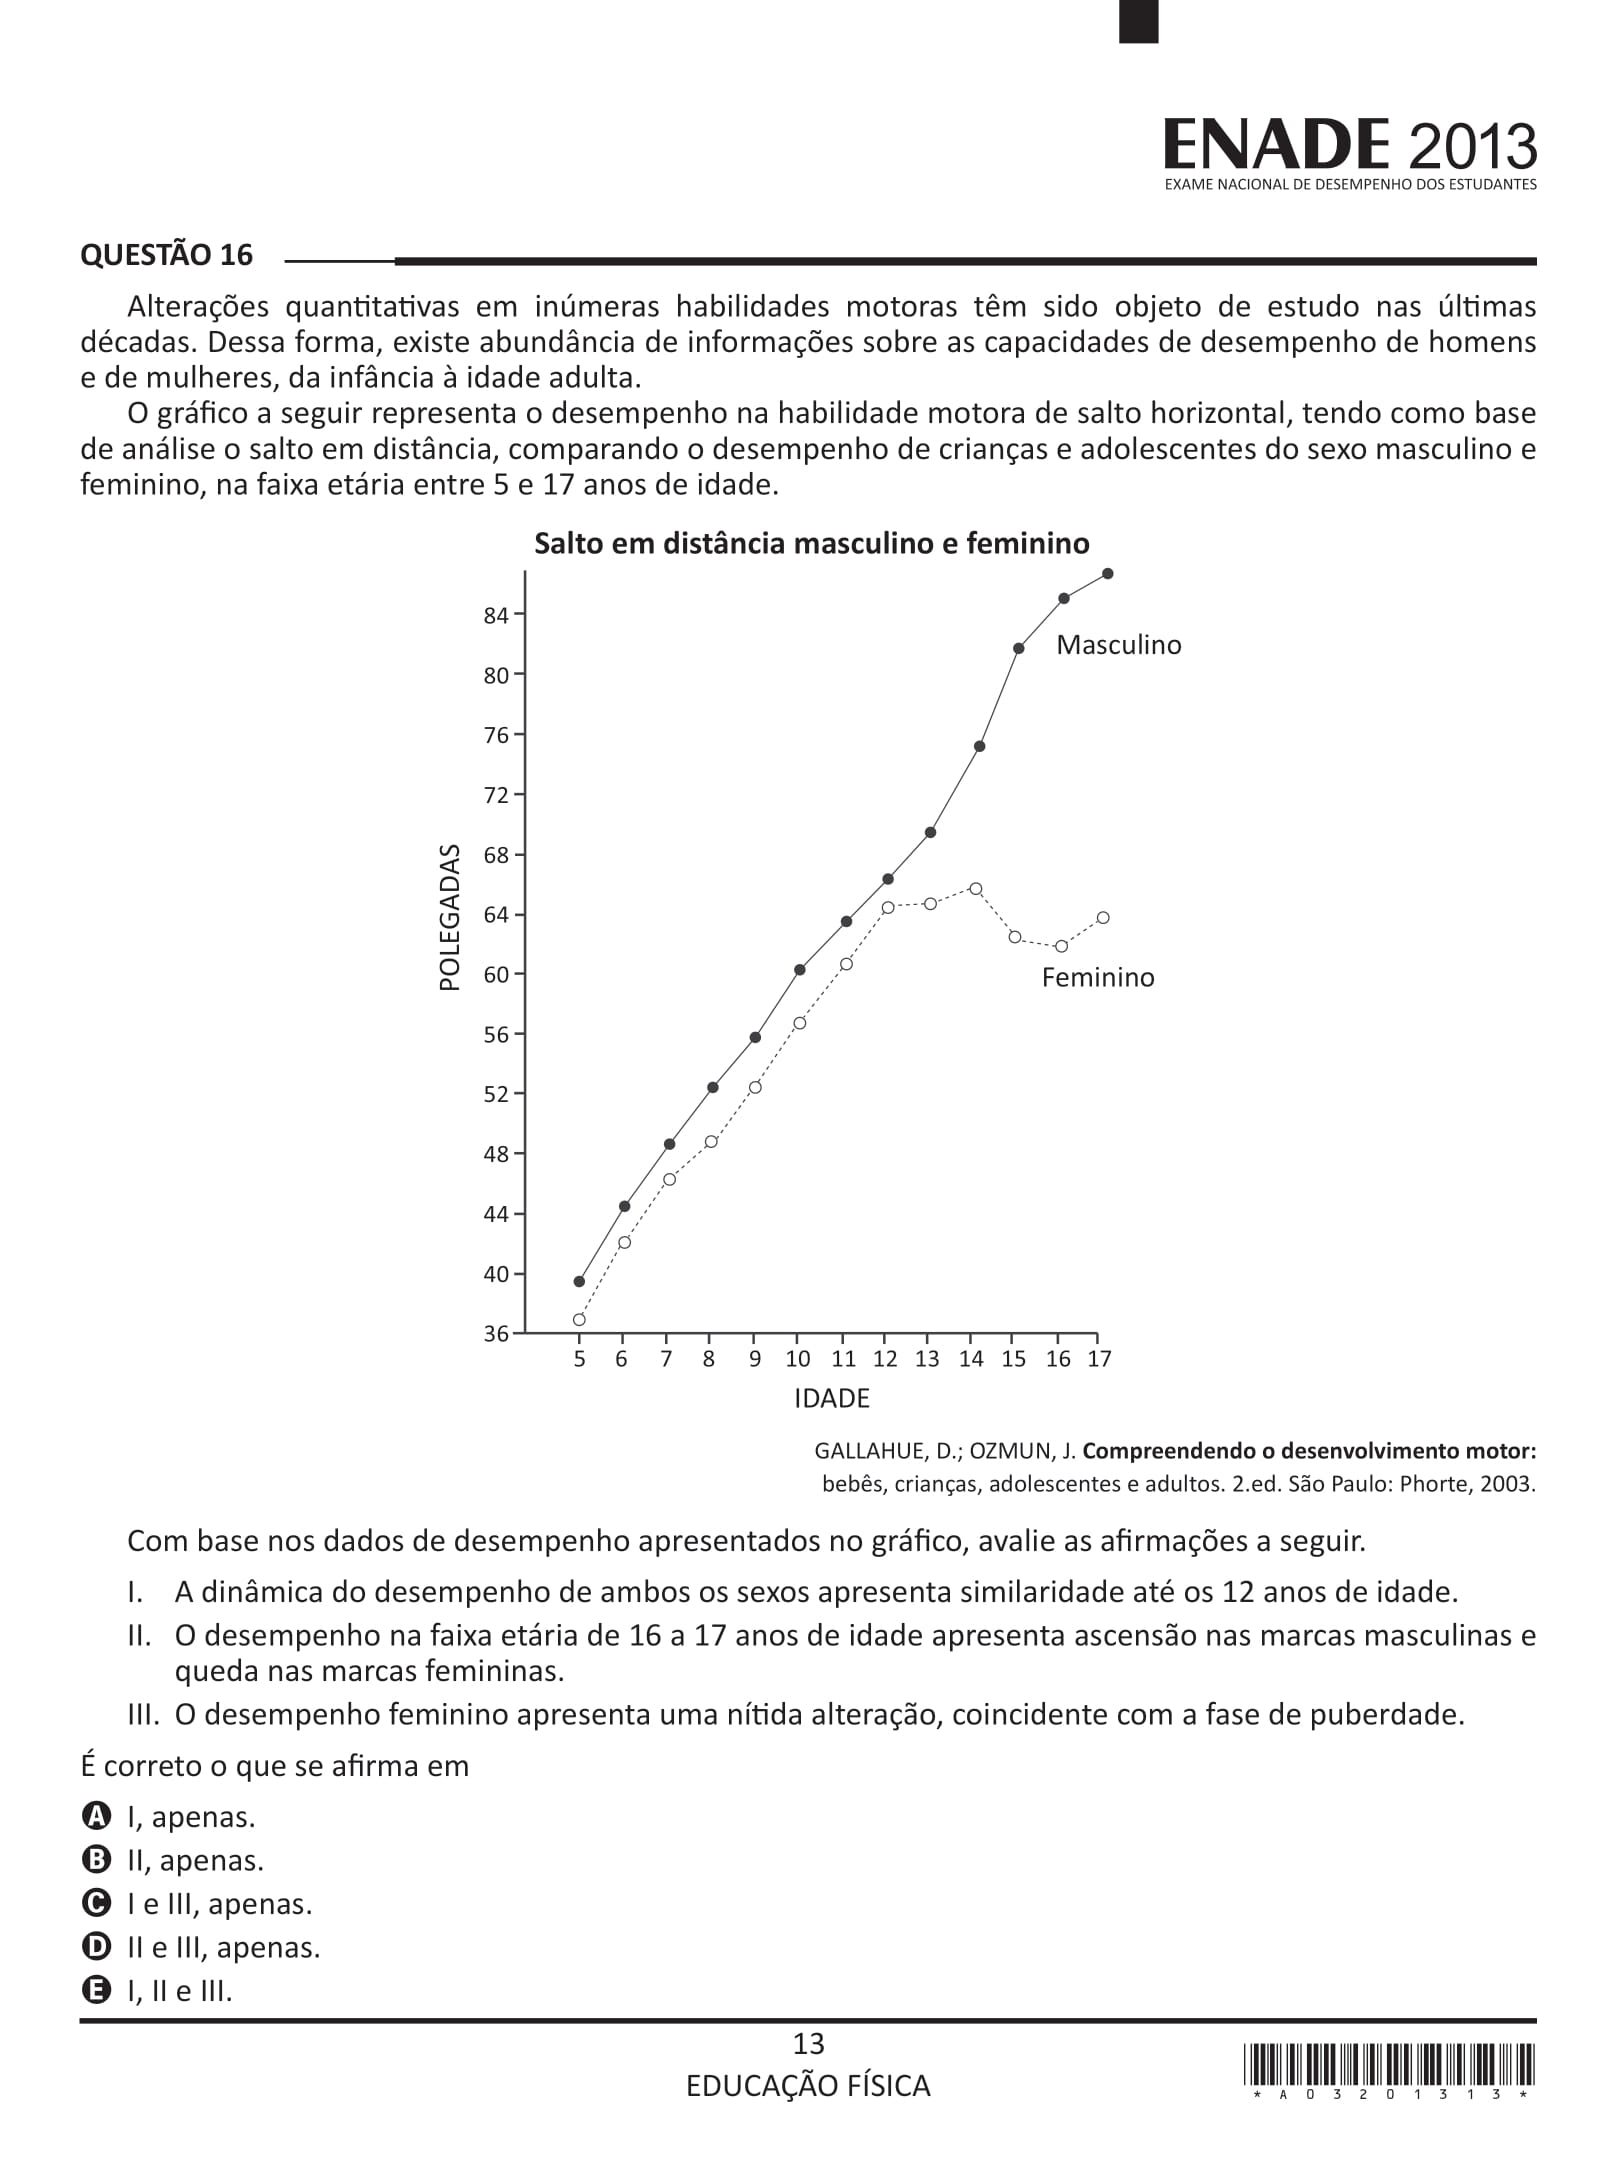 ENADE 2013
EXAME NACIONAL DE DESEMPENHO DOS ESTUDANTES
QUESTÃO 16
Alterações quantitativas em inúmeras habilidades motoras têm sido objeto de estudo nas últimas
décadas. Dessa forma, existe abundância de informações sobre as capacidades de desempenho de homens
e de mulheres, da infância à idade adulta.
O gráfico a seguir representa o desempenho na habilidade motora de salto horizontal, tendo como base
de análise o salto em distância, comparando o desempenho de crianças e adolescentes do sexo masculino e
feminino, na faixa etária entre 5 e 17 anos de idade.
Salto em distância masculino e feminino
84
Masculino
80
76
72
POLEGADAS
68
64
60
Feminino
56
52
48
44
40
36
5 6 7 8 9 10 11 12 13 14 15 16 17
IDADE
GALLAHUE, D.; OZMUN, J. Compreendendo o desenvolvimento motor:
bebês, crianças, adolescentes e adultos. 2.ed. São Paulo: Phorte, 2003.
Com base nos dados de desempenho apresentados no gráfico, avalie as afirmações a seguir.
I. A dinâmica do desempenho de ambos os sexos apresenta similaridade até os 12 anos de idade.
II. O desempenho na faixa etária de 16 a 17 anos de idade apresenta ascensão nas marcas masculinas e
queda nas marcas femininas.
III. O desempenho feminino apresenta uma nítida alteração, coincidente com a fase de puberdade.
É correto o que se afirma em
A I, apenas.
B II, apenas.
C I e III, apenas.
D II e III, apenas.
E I, II e III.
13
EDUCAÇÃO FÍSICA
* A 0 3 2 0 1 3 1 3 *